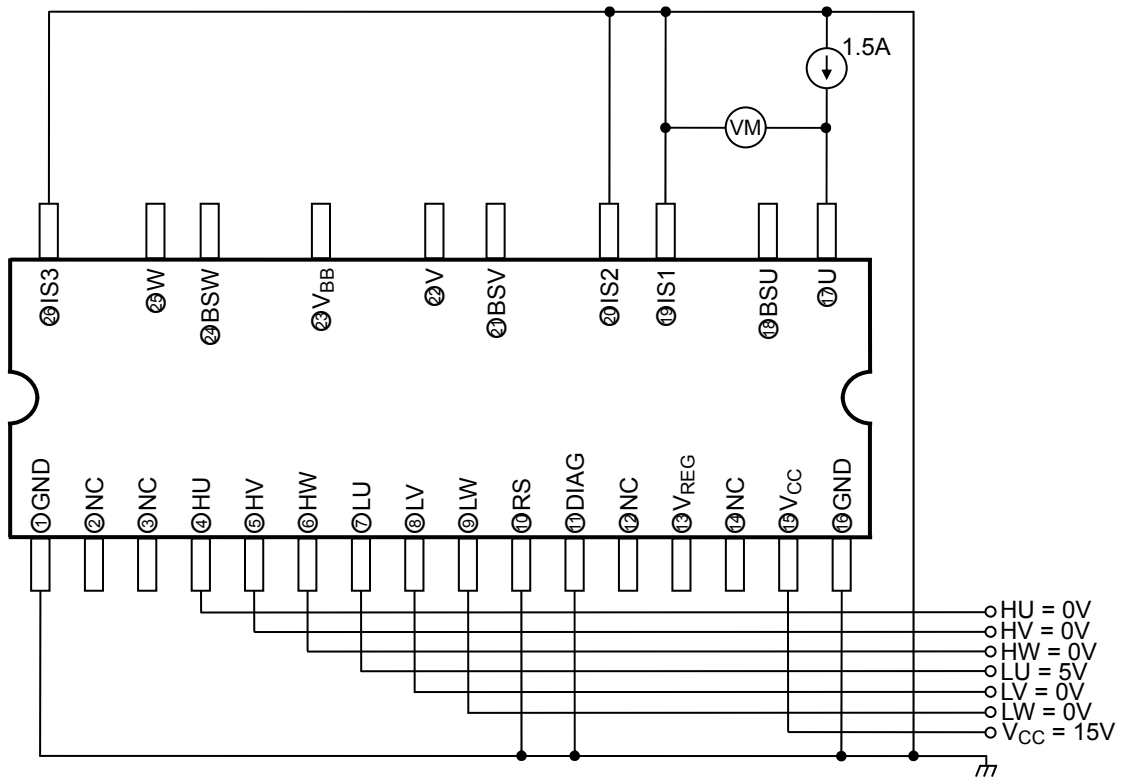 1.5A
VM
㉖IS3
㉕W
㉔BSW
㉓VBB
㉒V
㉑BSV
⑳IS2
⑲IS1
⑱BSU
⑰U
①GND
②NC
③NC
④HU
⑤HV
⑥HW
⑦LU
⑧LV
⑨LW
⑩RS
⑪DIAG
⑫NC
⑬VREG
⑭NC
⑮VCC
⑯GND
HU = 0V
HV = 0V
HW = 0V
LU = 5V
LV = 0V
LW = 0V
VCC = 15V